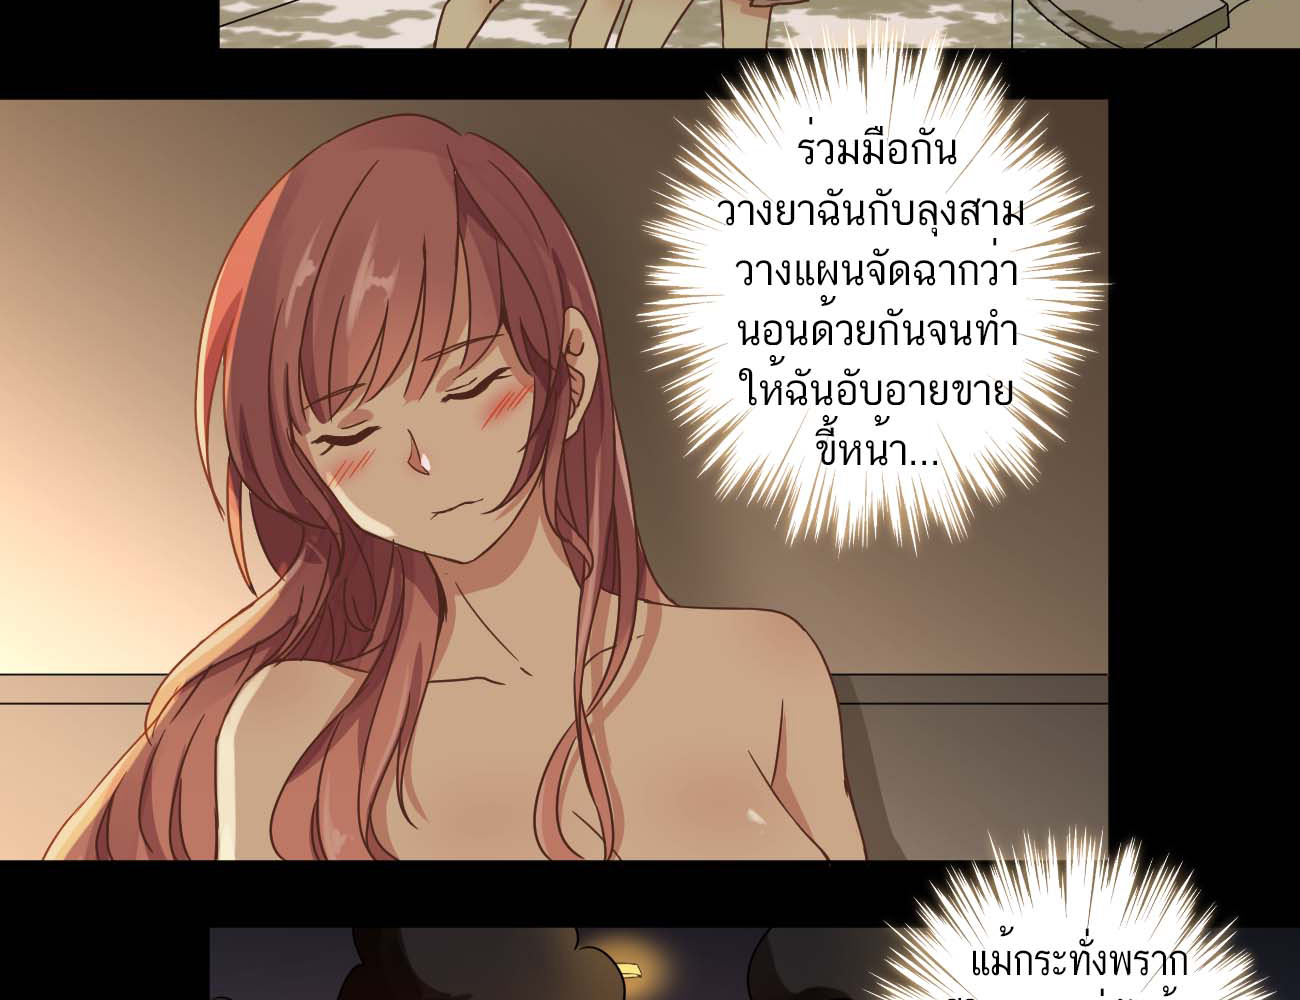 ร่วมมือกัน
วางยาฉันกับลุงสาม
วางแผนจัดฉากว่า
นอนด้วยกันจนทำ
ให้ฉันอับอายขาย
ขี้หน้า...
แม้กระทั่งพราก